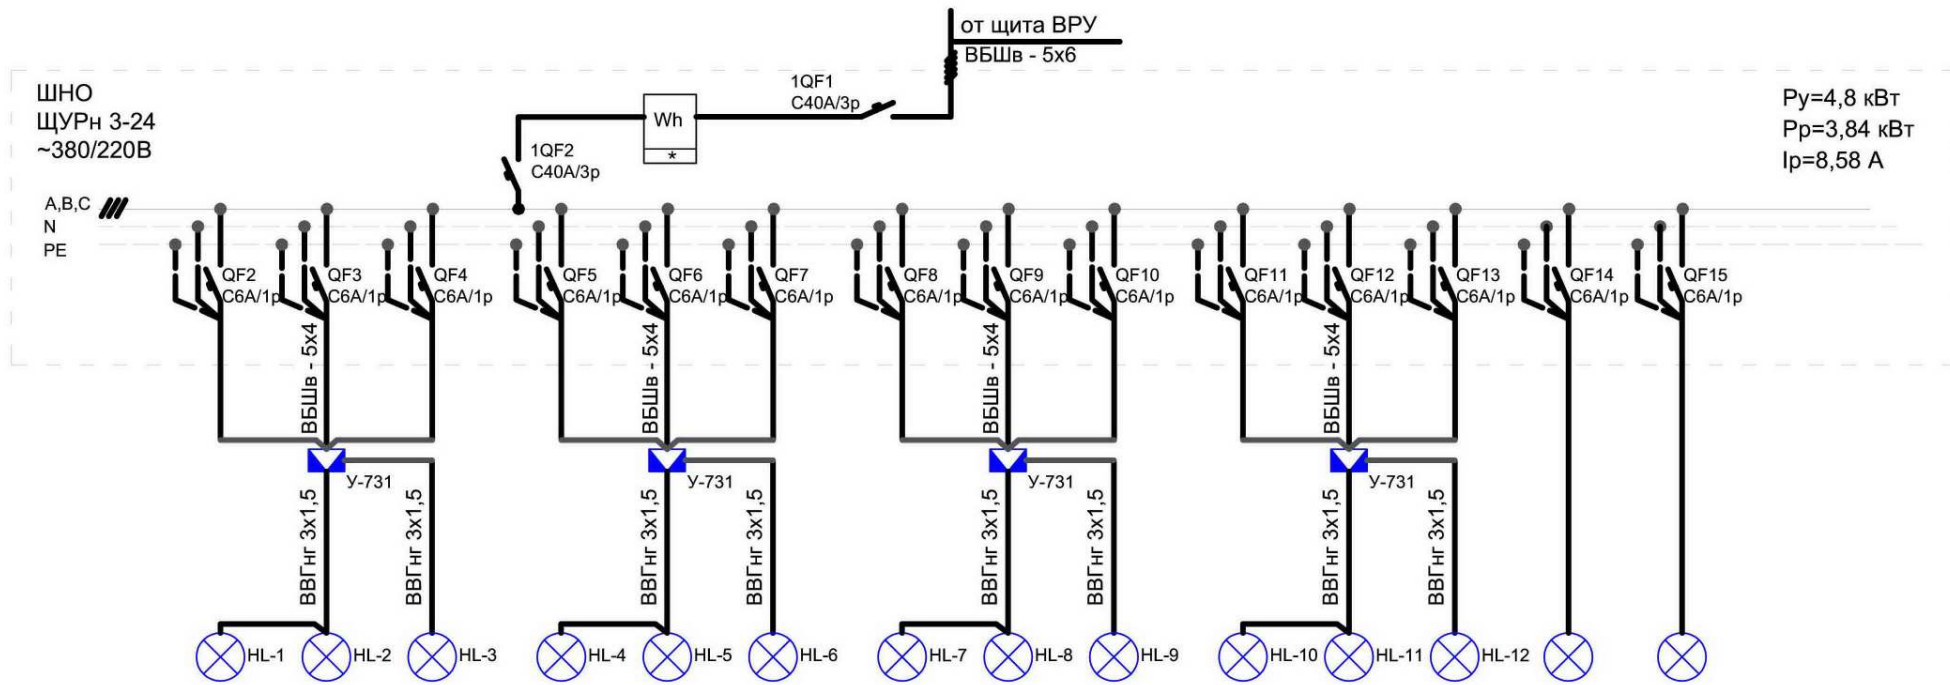 от щита ВРУ
ВБШв - 5х6
ШНО
ЩУРн 3-24
~380/220В
1QF1
С40А/3р
Wh
*
1QF2
С40А/3р
Ру=4,8 кВт
Рр=3,84 кВт
Iр=8,58 А
А,В,С
N
PE
QF2
С6А/1р
QF3
С6А/1р
QF4
С6А/1р
QF5
С6А/1р
QF6
С6А/1р
QF7
С6А/1р
QF8
С6А/1р
QF9
С6А/1р
QF10
С6А/1р
QF11
С6А/1р
QF12
С6А/1р
QF13
С6А/1р
QF14
С6А/1р
QF15
С6А/1р
ВБШв - 5х4
ВБШв - 5х4
ВБШв - 5х4
ВБШв - 5х4
У-731
У-731
У-731
У-731
ВВГнг 3х1,5
ВВГнг 3х1,5
ВВГнг 3х1,5
ВВГнг 3х1,5
ВВГнг 3х1,5
ВВГнг 3х1,5
ВВГнг 3х1,5
ВВГнг 3х1,5
HL-1
HL-2
HL-3
HL-4
HL-5
HL-6
HL-7
HL-8
HL-9
HL-10
HL-11
HL-12